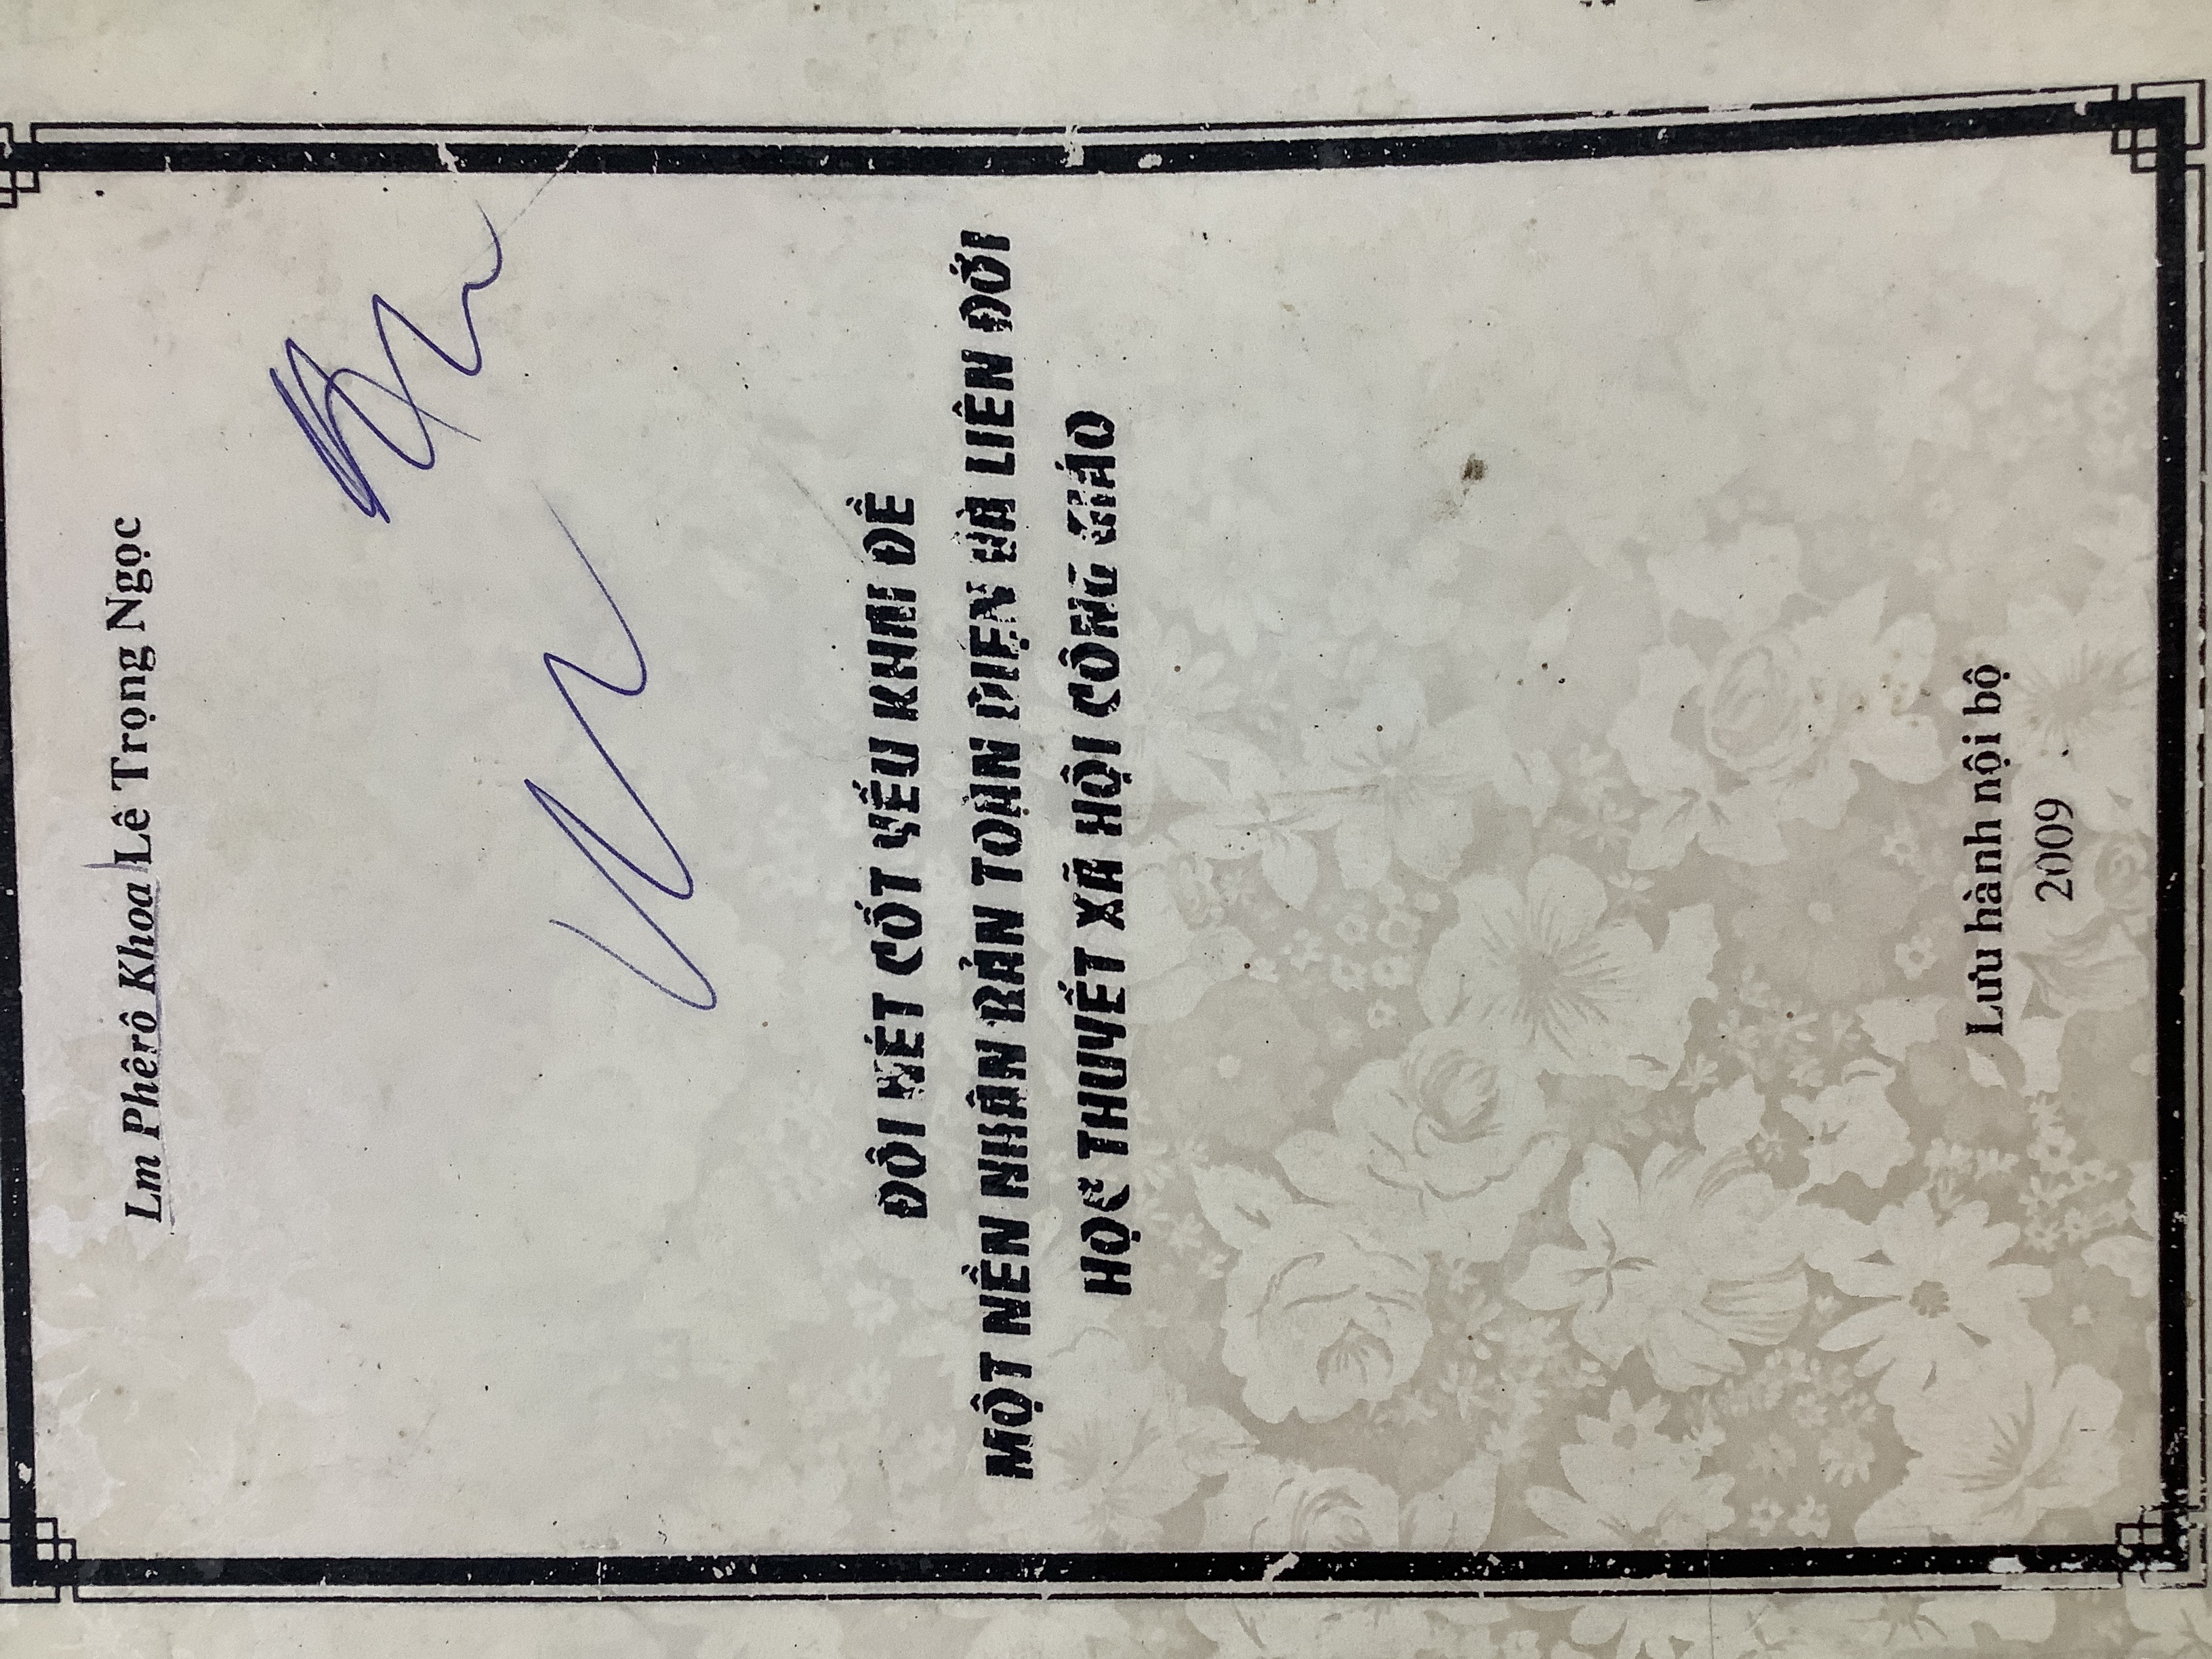 Lm Phêrô Khoa Lê Trọng Ngọc
ĐÔI NÉT CỐT YẾU KHAI ĐỀ
MỘT NỀN NHÂN BẢN TOÀN DIỆN VÀ LIÊN ĐỚI
HỌC THUYẾT XÃ HỘI CÔNG GIÁO
Lưu hành nội bộ
2009